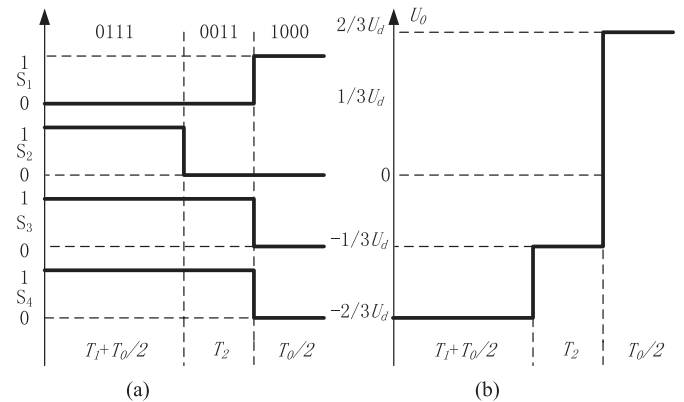 0111 0011 1000
1
S1
0
1
S2
0
1
S3
0
1
S4
0
T1+T0/2 T2 T0/2
(a)
U0
2/3Ud
1/3Ud
0
-1/3Ud
-2/3Ud
T1+T0/2 T2 T0/2
(b)